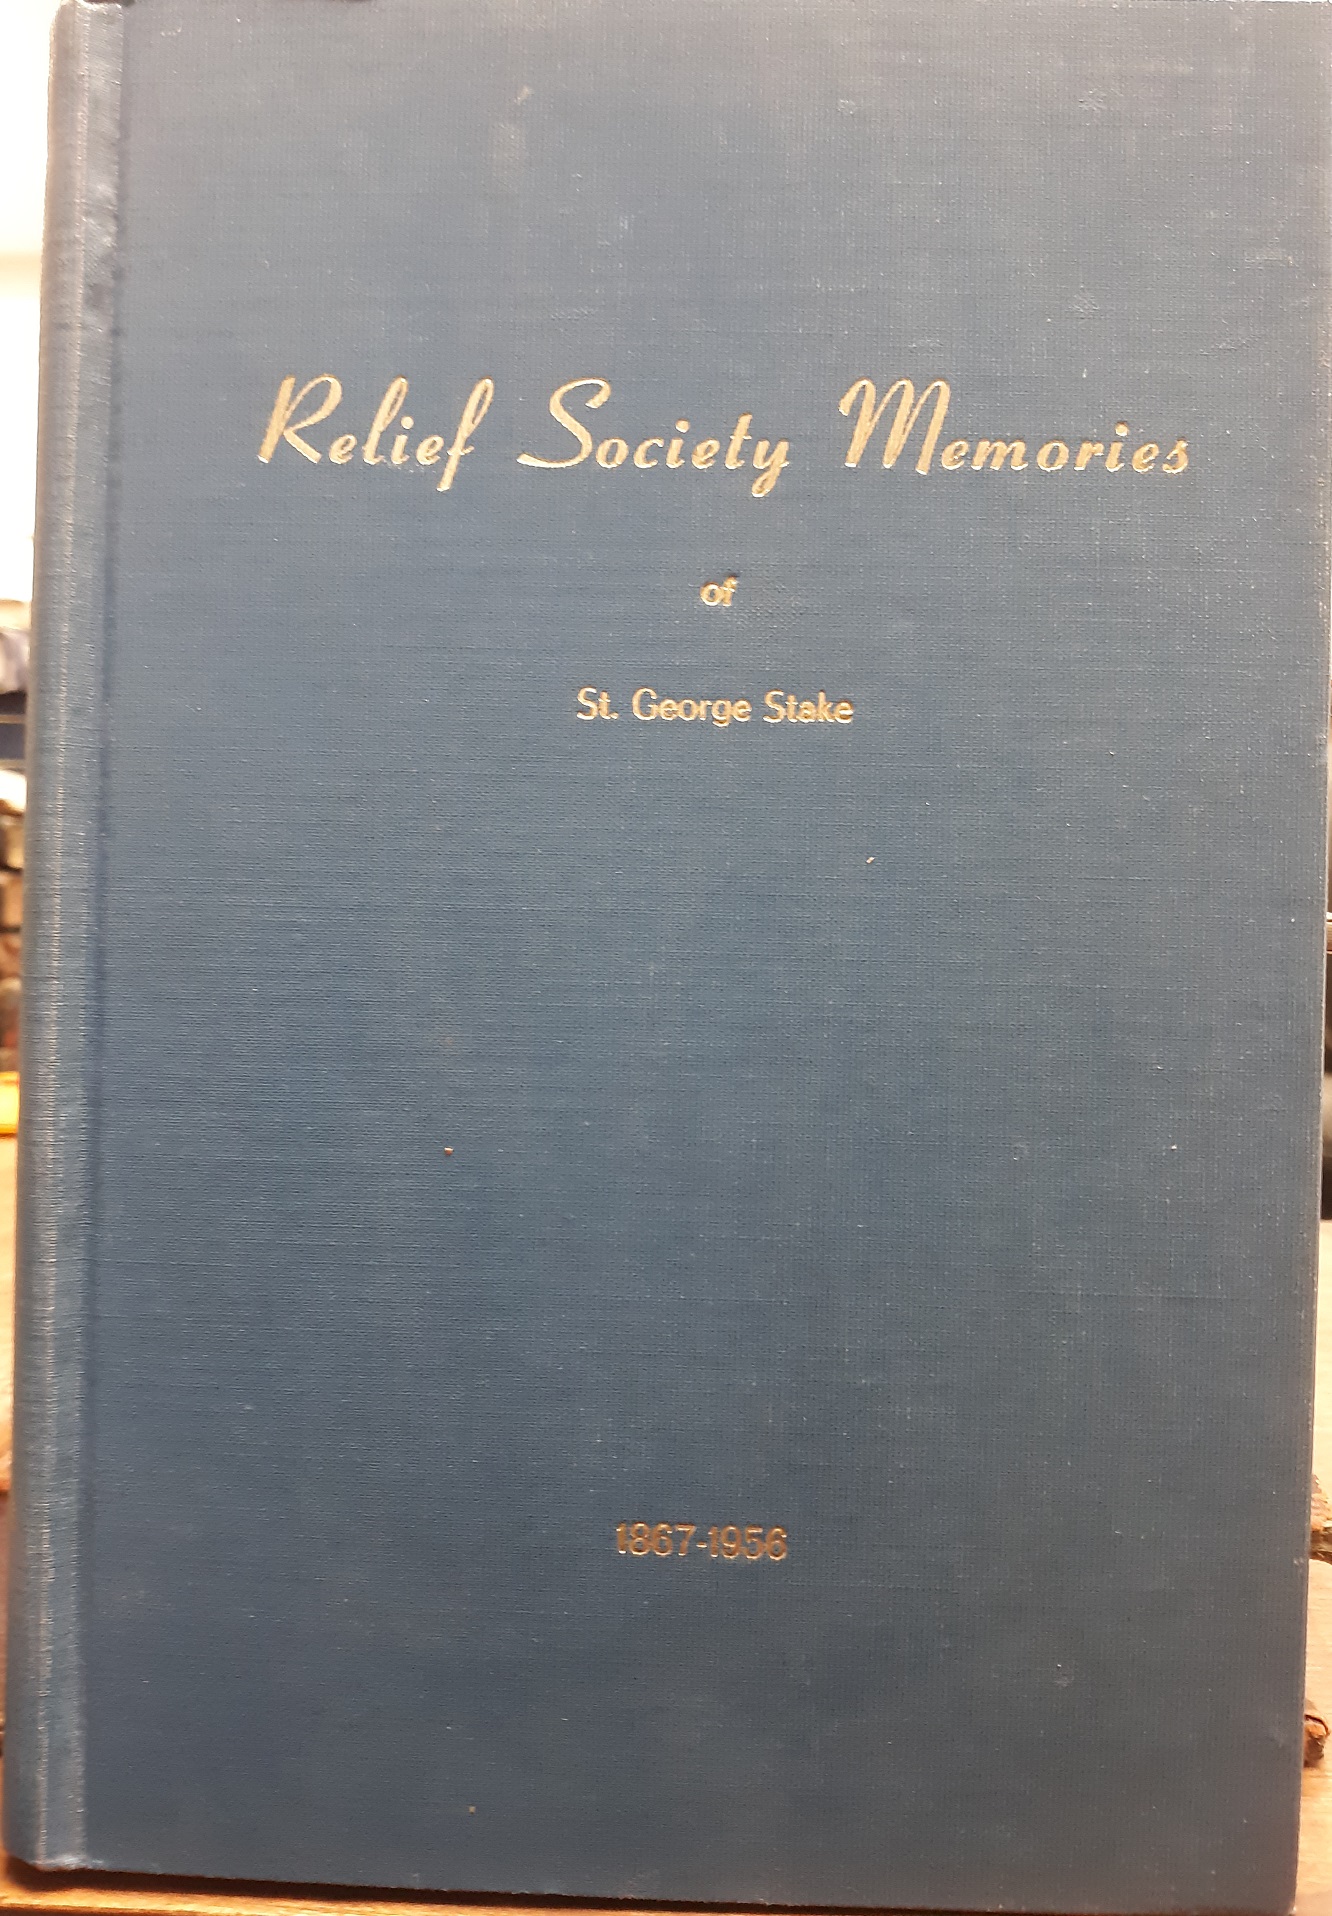 Relief Society Memories
of
St. George Stake
1867-1956